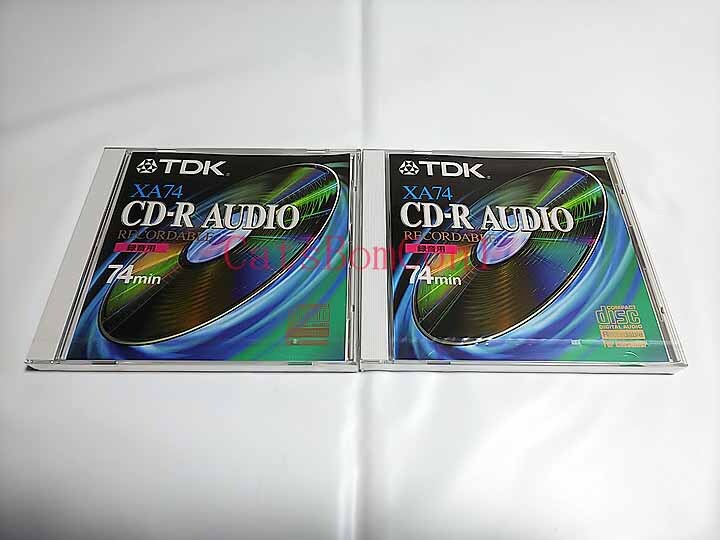 TDK
XA74
CD-R AUDIO
RECORDABLE
録音用
74min
TDK
XA74
CD-R AUDIO
RECORDABLE
録音用
74min
COMPACT
disc
DIGITAL AUDIO
Recordable